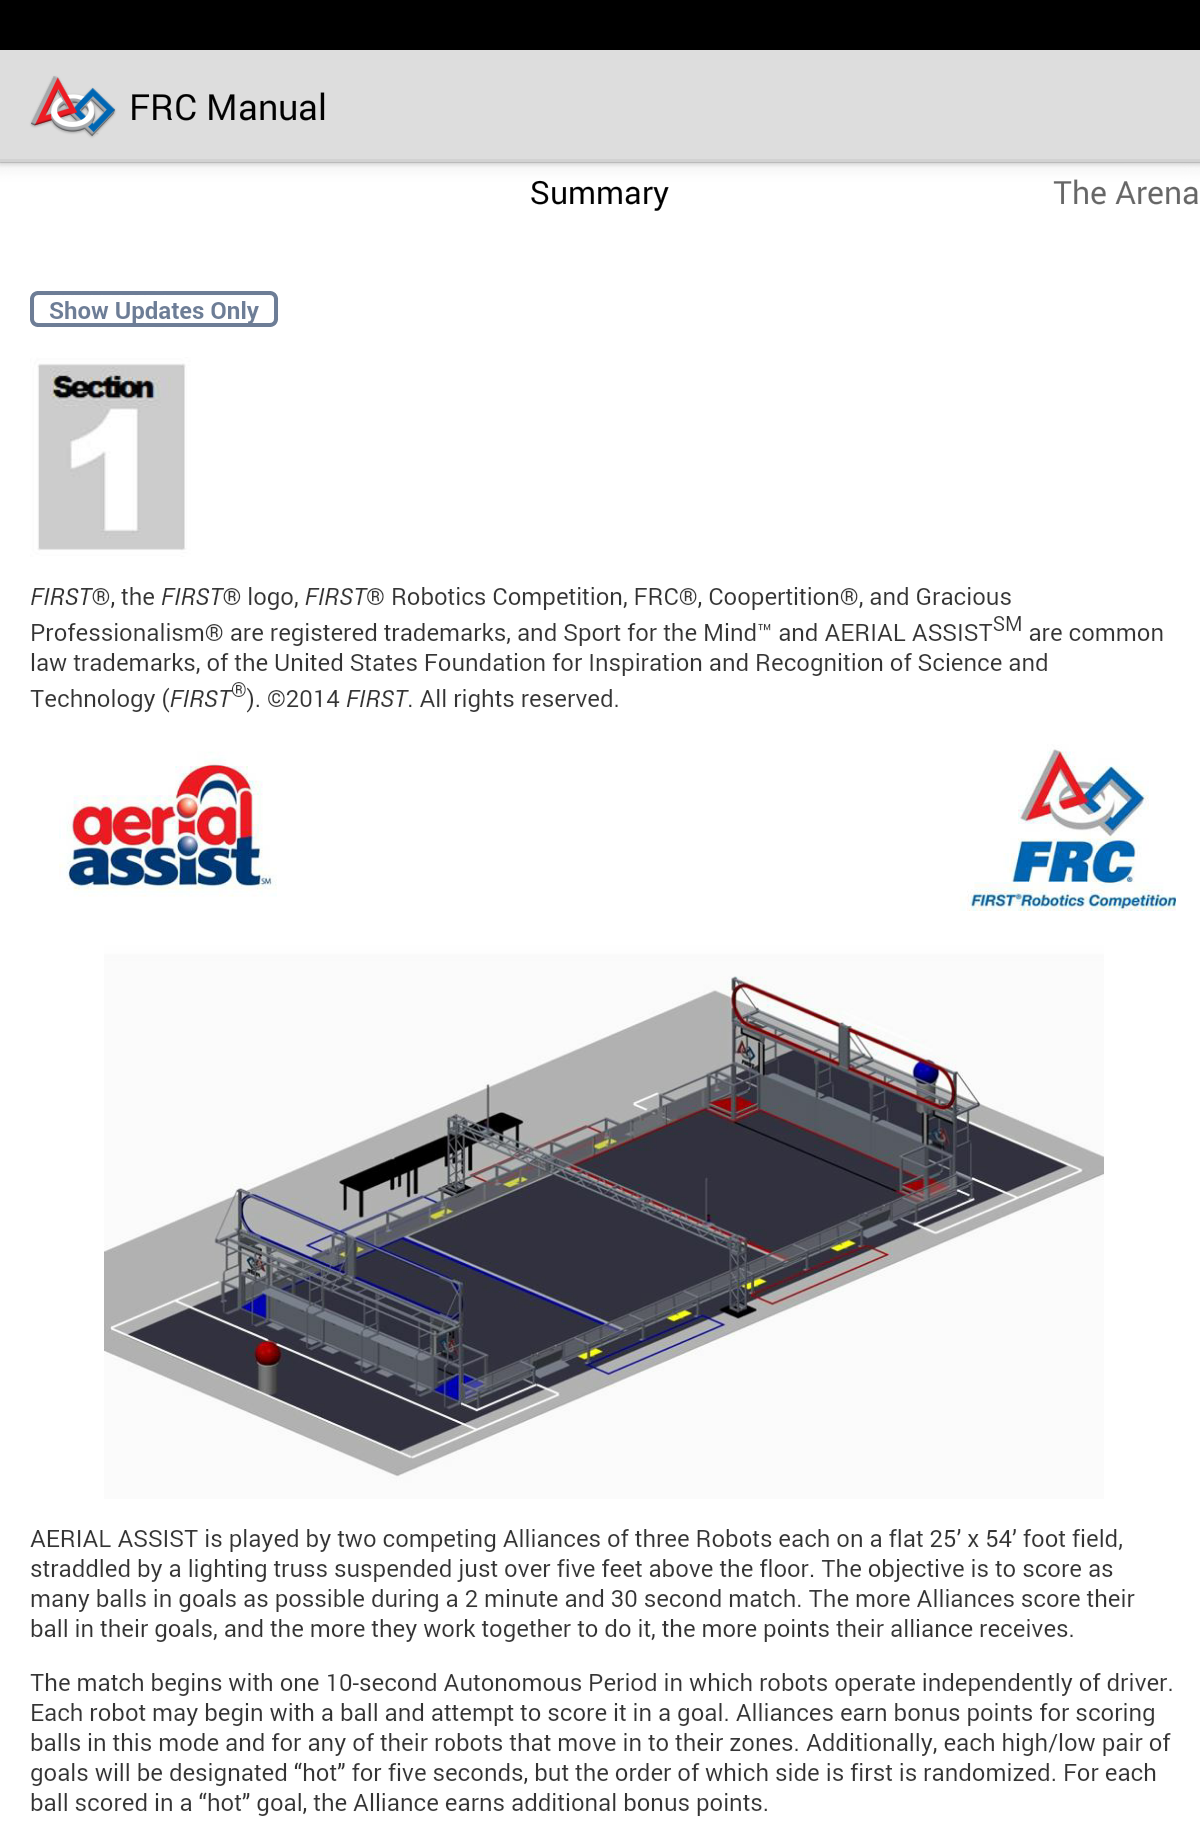 FRC Manual
Summary
The Arena
Show Updates Only
Section
1
FIRST®, the FIRST® logo, FIRST® Robotics Competition, FRC®, Coopertition®, and Gracious
Professionalism® are registered trademarks, and Sport for the Mind™ and AERIAL ASSISTSM are common
law trademarks, of the United States Foundation for Inspiration and Recognition of Science and
Technology (FIRST®). ©2014 FIRST. All rights reserved.
aerial
assist SM
FRC®
FIRST® Robotics Competition
AERIAL ASSIST is played by two competing Alliances of three Robots each on a flat 25’ x 54’ foot field,
straddled by a lighting truss suspended just over five feet above the floor. The objective is to score as
many balls in goals as possible during a 2 minute and 30 second match. The more Alliances score their
ball in their goals, and the more they work together to do it, the more points their alliance receives.
The match begins with one 10-second Autonomous Period in which robots operate independently of driver.
Each robot may begin with a ball and attempt to score it in a goal. Alliances earn bonus points for scoring
balls in this mode and for any of their robots that move in to their zones. Additionally, each high/low pair of
goals will be designated “hot” for five seconds, but the order of which side is first is randomized. For each
ball scored in a “hot” goal, the Alliance earns additional bonus points.